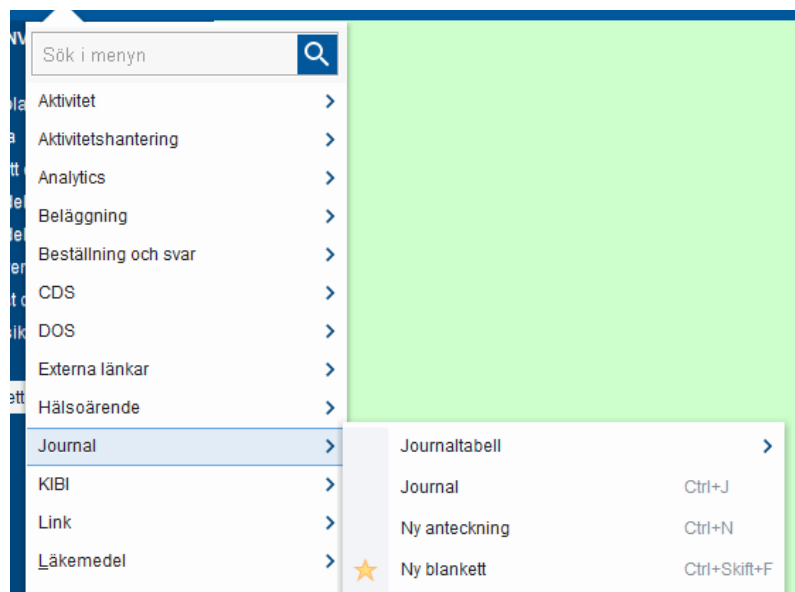 Sök i menyn
Aktivitet
Aktivitetshantering
Analytics
Beläggning
Beställning och svar
CDS
DOS
Externa länkar
Hälsoärende
Journal
KIBI
Link
Läkemedel
Journaltabell
Journal Ctrl+J
Ny anteckning Ctrl+N
Ny blankett Ctrl+Skift+F